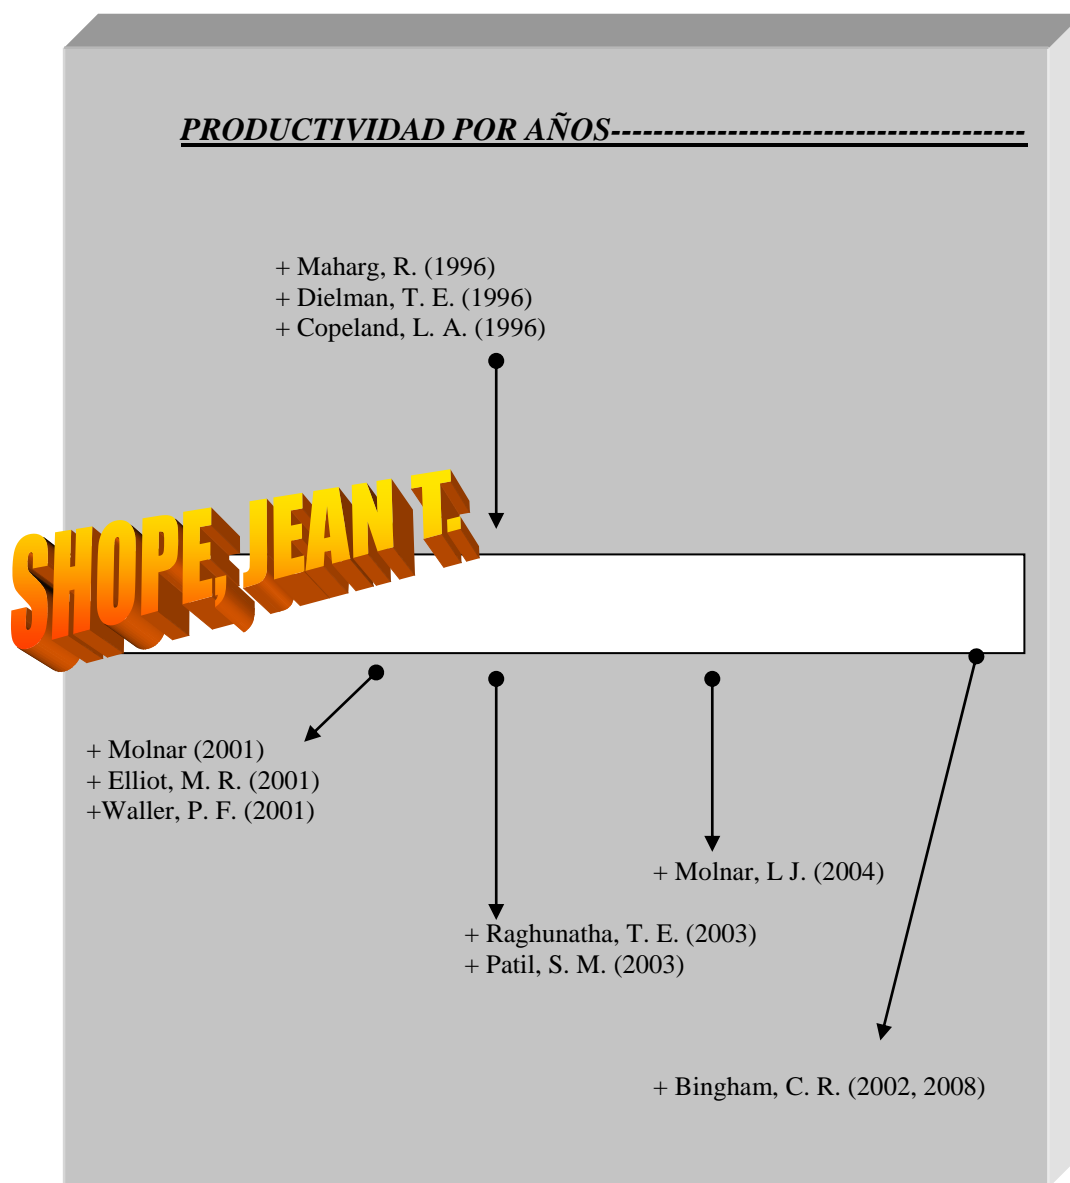 PRODUCTIVIDAD POR AÑOS---------------------------------------
+ Maharg, R. (1996)
+ Dielman, T. E. (1996)
+ Copeland, L. A. (1996)
SHOPE, JEAN T.
+ Molnar (2001)
+ Elliot, M. R. (2001)
+Waller, P. F. (2001)
+ Molnar, L J. (2004)
+ Raghunatha, T. E. (2003)
+ Patil, S. M. (2003)
+ Bingham, C. R. (2002, 2008)